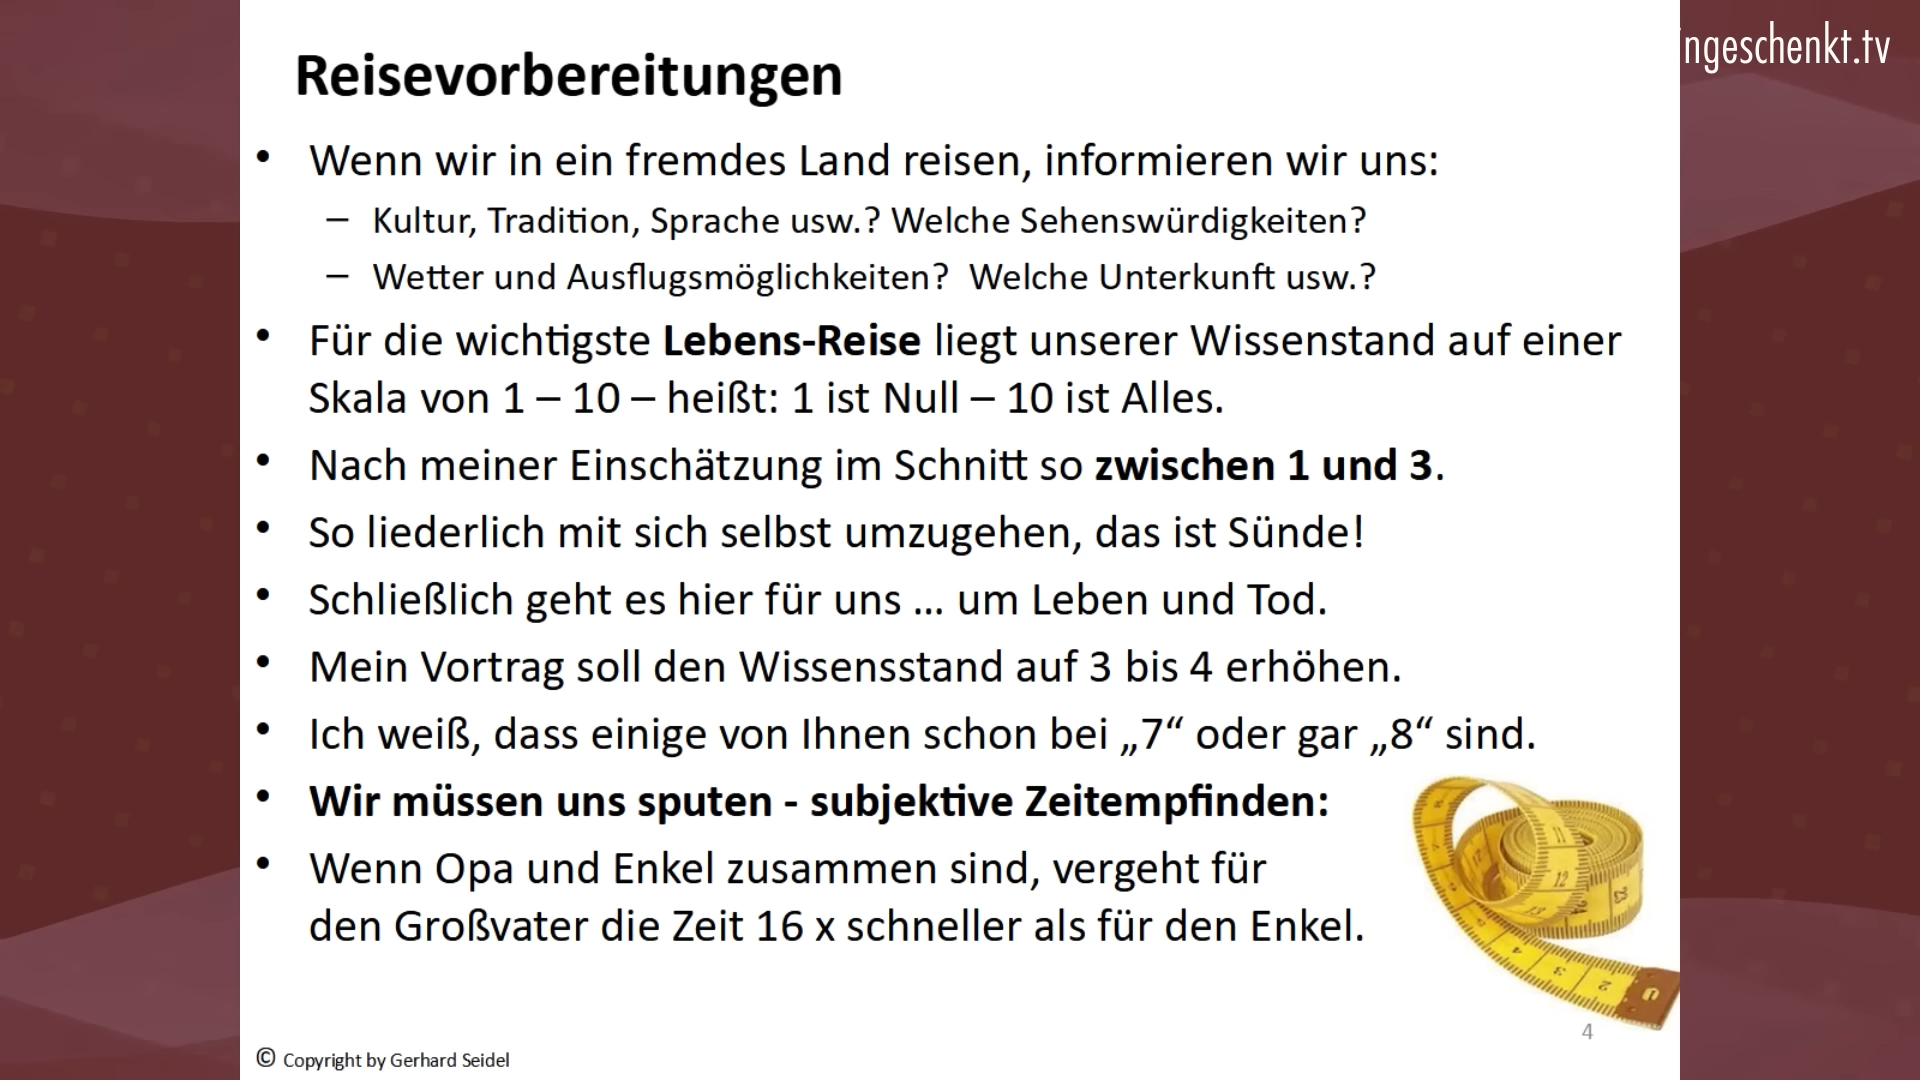 Reisevorbereitungen
ngeschenkt.tv
• Wenn wir in ein fremdes Land reisen, informieren wir uns:
– Kultur, Tradition, Sprache usw.? Welche Sehenswürdigkeiten?
– Wetter und Ausflugsmöglichkeiten? Welche Unterkunft usw.?
• Für die wichtigste Lebens-Reise liegt unserer Wissenstand auf einer
Skala von 1 – 10 – heißt: 1 ist Null – 10 ist Alles.
• Nach meiner Einschätzung im Schnitt so zwischen 1 und 3.
• So liederlich mit sich selbst umzugehen, das ist Sünde!
• Schließlich geht es hier für uns ... um Leben und Tod.
• Mein Vortrag soll den Wissensstand auf 3 bis 4 erhöhen.
• Ich weiß, dass einige von Ihnen schon bei „7“ oder gar „8“ sind.
• Wir müssen uns sputen - subjektive Zeitempfinden:
• Wenn Opa und Enkel zusammen sind, vergeht für
den Großvater die Zeit 16 x schneller als für den Enkel.
4
© Copyright by Gerhard Seidel